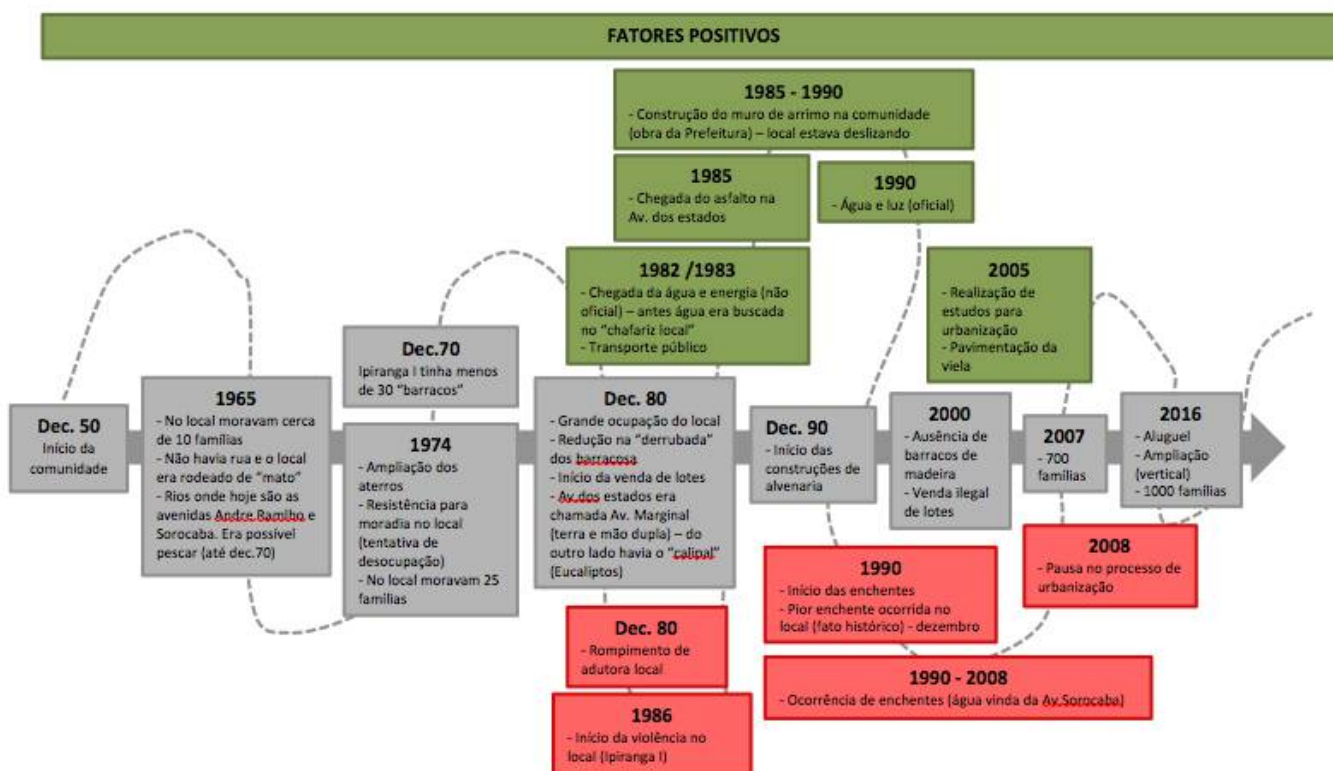 FATORES POSITIVOS
1985 - 1990
- Construção do muro de arrimo na comunidade
(obra da Prefeitura) – local estava deslizando
1985
- Chegada do asfalto na
Av. dos estados
1990
- Água e luz (oficial)
1982 /1983
- Chegada da água e energia (não
oficial) – antes água era buscada
no “chafariz local”
- Transporte público
2005
- Realização de
estudos para
urbanização
- Pavimentação da
viela
Dec. 50
Início da
comunidade
1965
- No local moravam cerca
de 10 famílias
- Não havia rua e o local
era rodeado de “mato”
- Rios onde hoje são as
avenidas Andre Ramlho e
Sorocaba. Era possível
pescar (até dec.70)
Dec.70
Ipiranga I tinha menos
de 30 “barracos”
1974
- Ampliação dos
aterros
- Resistência para
moradia no local
(tentativa de
desocupação)
- No local moravam 25
famílias
Dec. 80
- Grande ocupação do local
- Redução na “derrubada”
dos barracosa
- Início da venda de lotes
- Av.dos estados era
chamada Av. Marginal
(terra e mão dupla) – do
outro lado havia o “calipal”
(Eucaliptos)
Dec. 90
- Início das
construções de
alvenaria
2000
- Ausência de
barracos de
madeira
- Venda ilegal
de lotes
2007
- 700
famílias
2016
- Aluguel
- Ampliação
(vertical)
- 1000 famílias
Dec. 80
- Rompimento de
adutora local
1986
- Início da violência no
local (Ipiranga I)
1990
- Início das enchentes
- Pior enchente ocorrida no
local (fato histórico) - dezembro
2008
- Pausa no processo de
urbanização
1990 - 2008
- Ocorrência de enchentes (água vinda da Av.Sorocaba)